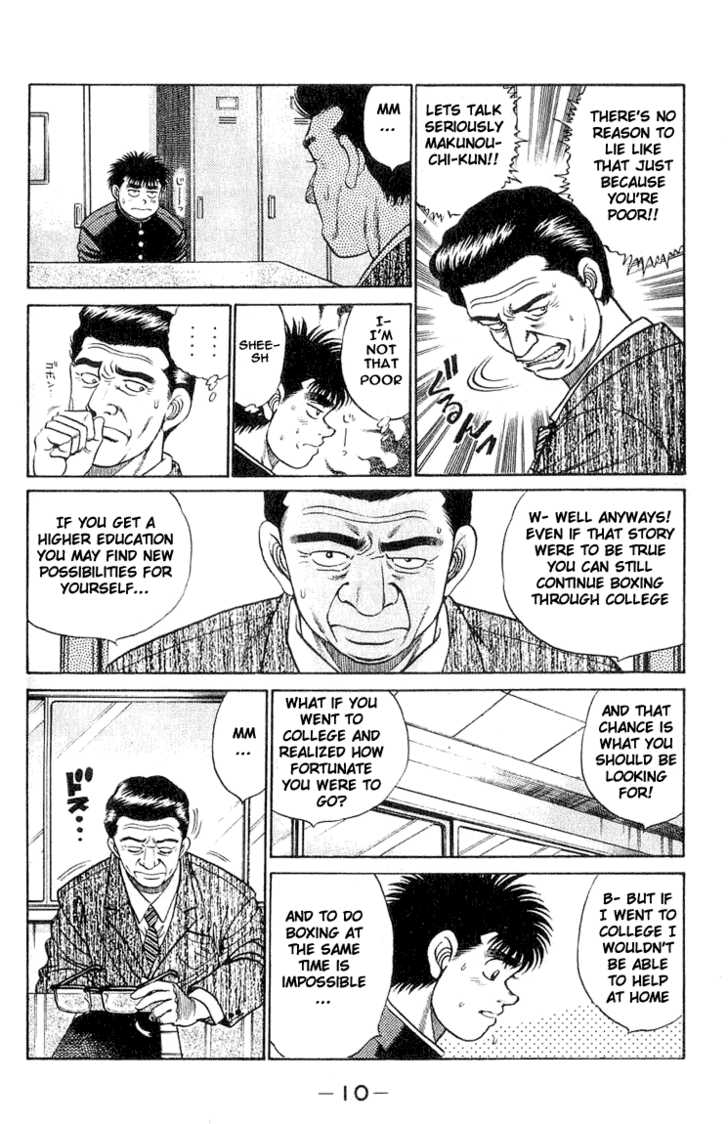 THERE'S NO
REASON TO
LIE LIKE
THAT JUST
BECAUSE
YOU'RE
POOR!!
LETS TALK
SERIOUSLY
MAKUNOU-
CHI-KUN!!
MM
...
I-
I'M
NOT
THAT
POOR
SHEE-
SH
....
ゴホン…
W- WELL ANYWAYS!
EVEN IF THAT STORY
WERE TO BE TRUE
YOU CAN STILL
CONTINUE BOXING
THROUGH COLLEGE
IF YOU GET A
HIGHER EDUCATION
YOU MAY FIND NEW
POSSIBILITIES FOR
YOURSELF...
AND THAT
CHANCE IS
WHAT YOU
SHOULD BE
LOOKING
FOR!
WHAT IF YOU
WENT TO
COLLEGE AND
REALIZED HOW
FORTUNATE
YOU WERE TO
GO?
B- BUT IF
I WENT TO
COLLEGE I
WOULDN'T
BE ABLE
TO HELP
AT HOME
AND TO DO
BOXING AT
THE SAME
TIME IS
IMPOSSIBLE
...
MM
...
ドス…
-10-